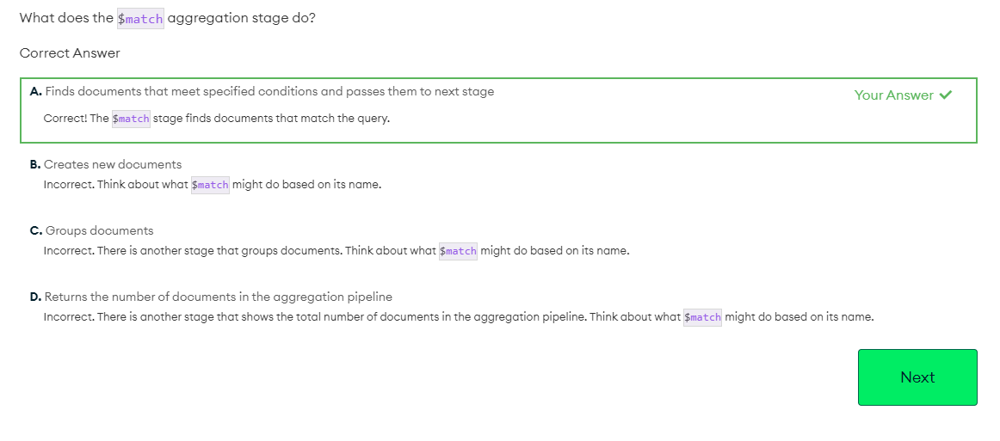 What does the $match aggregation stage do?
Correct Answer
A. Finds documents that meet specified conditions and passes them to next stage
Your Answer ✓
Correct! The $match stage finds documents that match the query.
B. Creates new documents
Incorrect. Think about what $match might do based on its name.
C. Groups documents
Incorrect. There is another stage that groups documents. Think about what $match might do based on its name.
D. Returns the number of documents in the aggregation pipeline
Incorrect. There is another stage that shows the total number of documents in the aggregation pipeline. Think about what $match might do based on its name.
Next